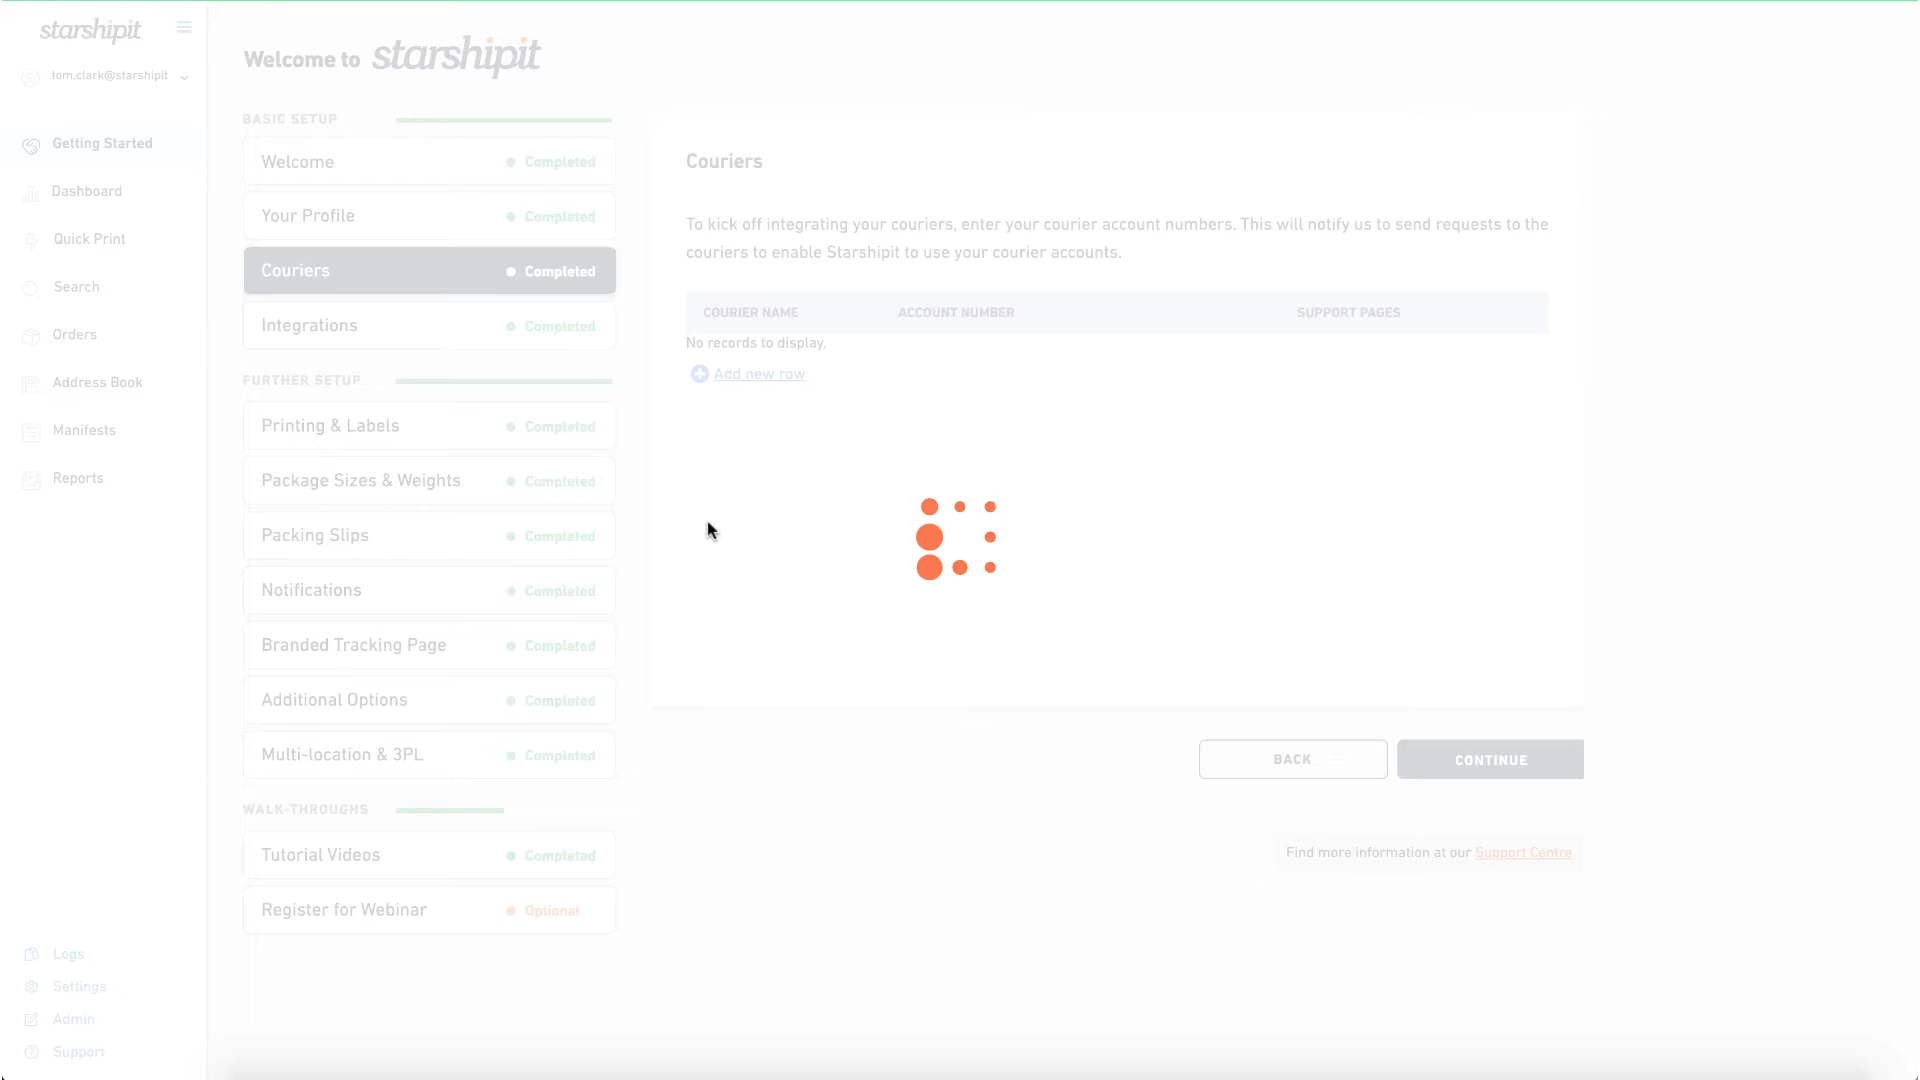 starshipit
tom.clark@starshipit
Getting Started
Dashboard
Quick Print
Search
Orders
Address Book
Manifests
Reports
Logs
Settings
Admin
Support
Welcome to starshipit
BASIC SETUP
Welcome Completed
Your Profile Completed
Couriers Completed
Integrations Completed
FURTHER SETUP
Printing & Labels Completed
Package Sizes & Weights Completed
Packing Slips Completed
Notifications Completed
Branded Tracking Page Completed
Additional Options Completed
Multi-location & 3PL Completed
WALK-THROUGHS
Tutorial Videos Completed
Register for Webinar Optional
Couriers
To kick off integrating your couriers, enter your courier account numbers. This will notify us to send requests to the
couriers to enable Starshipit to use your courier accounts.
COURIER NAME ACCOUNT NUMBER SUPPORT PAGES
No records to display.
Add new row
BACK CONTINUE
Find more information at our Support Centre